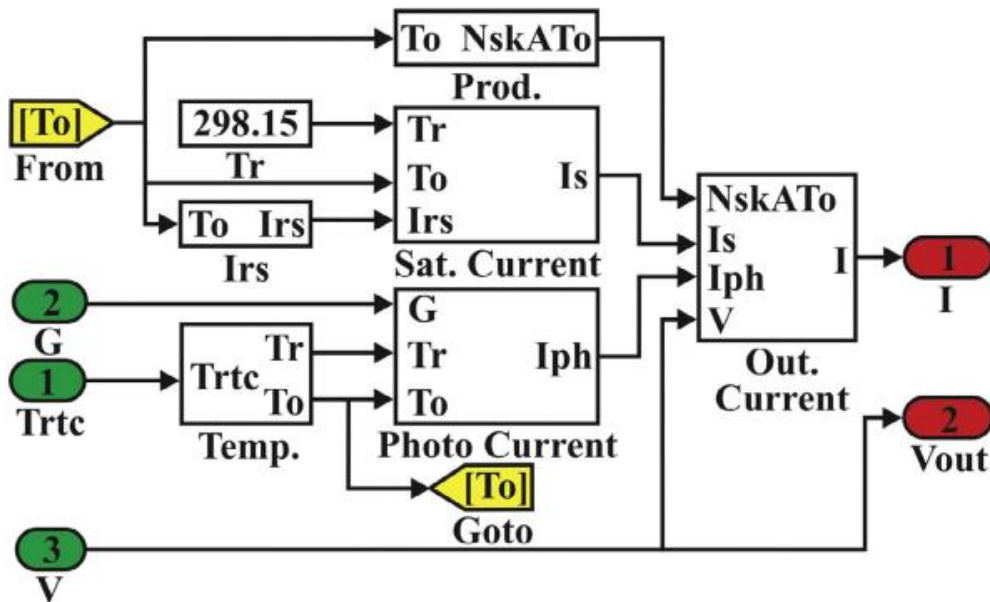 To NskATo
Prod.
[To]
From
298.15
Tr
Tr
To
Irs
Is
Sat. Current
To Irs
Irs
NskATo
Is
Iph
V
I
Out.
Current
1
I
2
G
1
Trtc
Trtc
Tr
To
Temp.
G
Tr
To
Iph
Photo Current
[To]
Goto
2
Vout
3
V